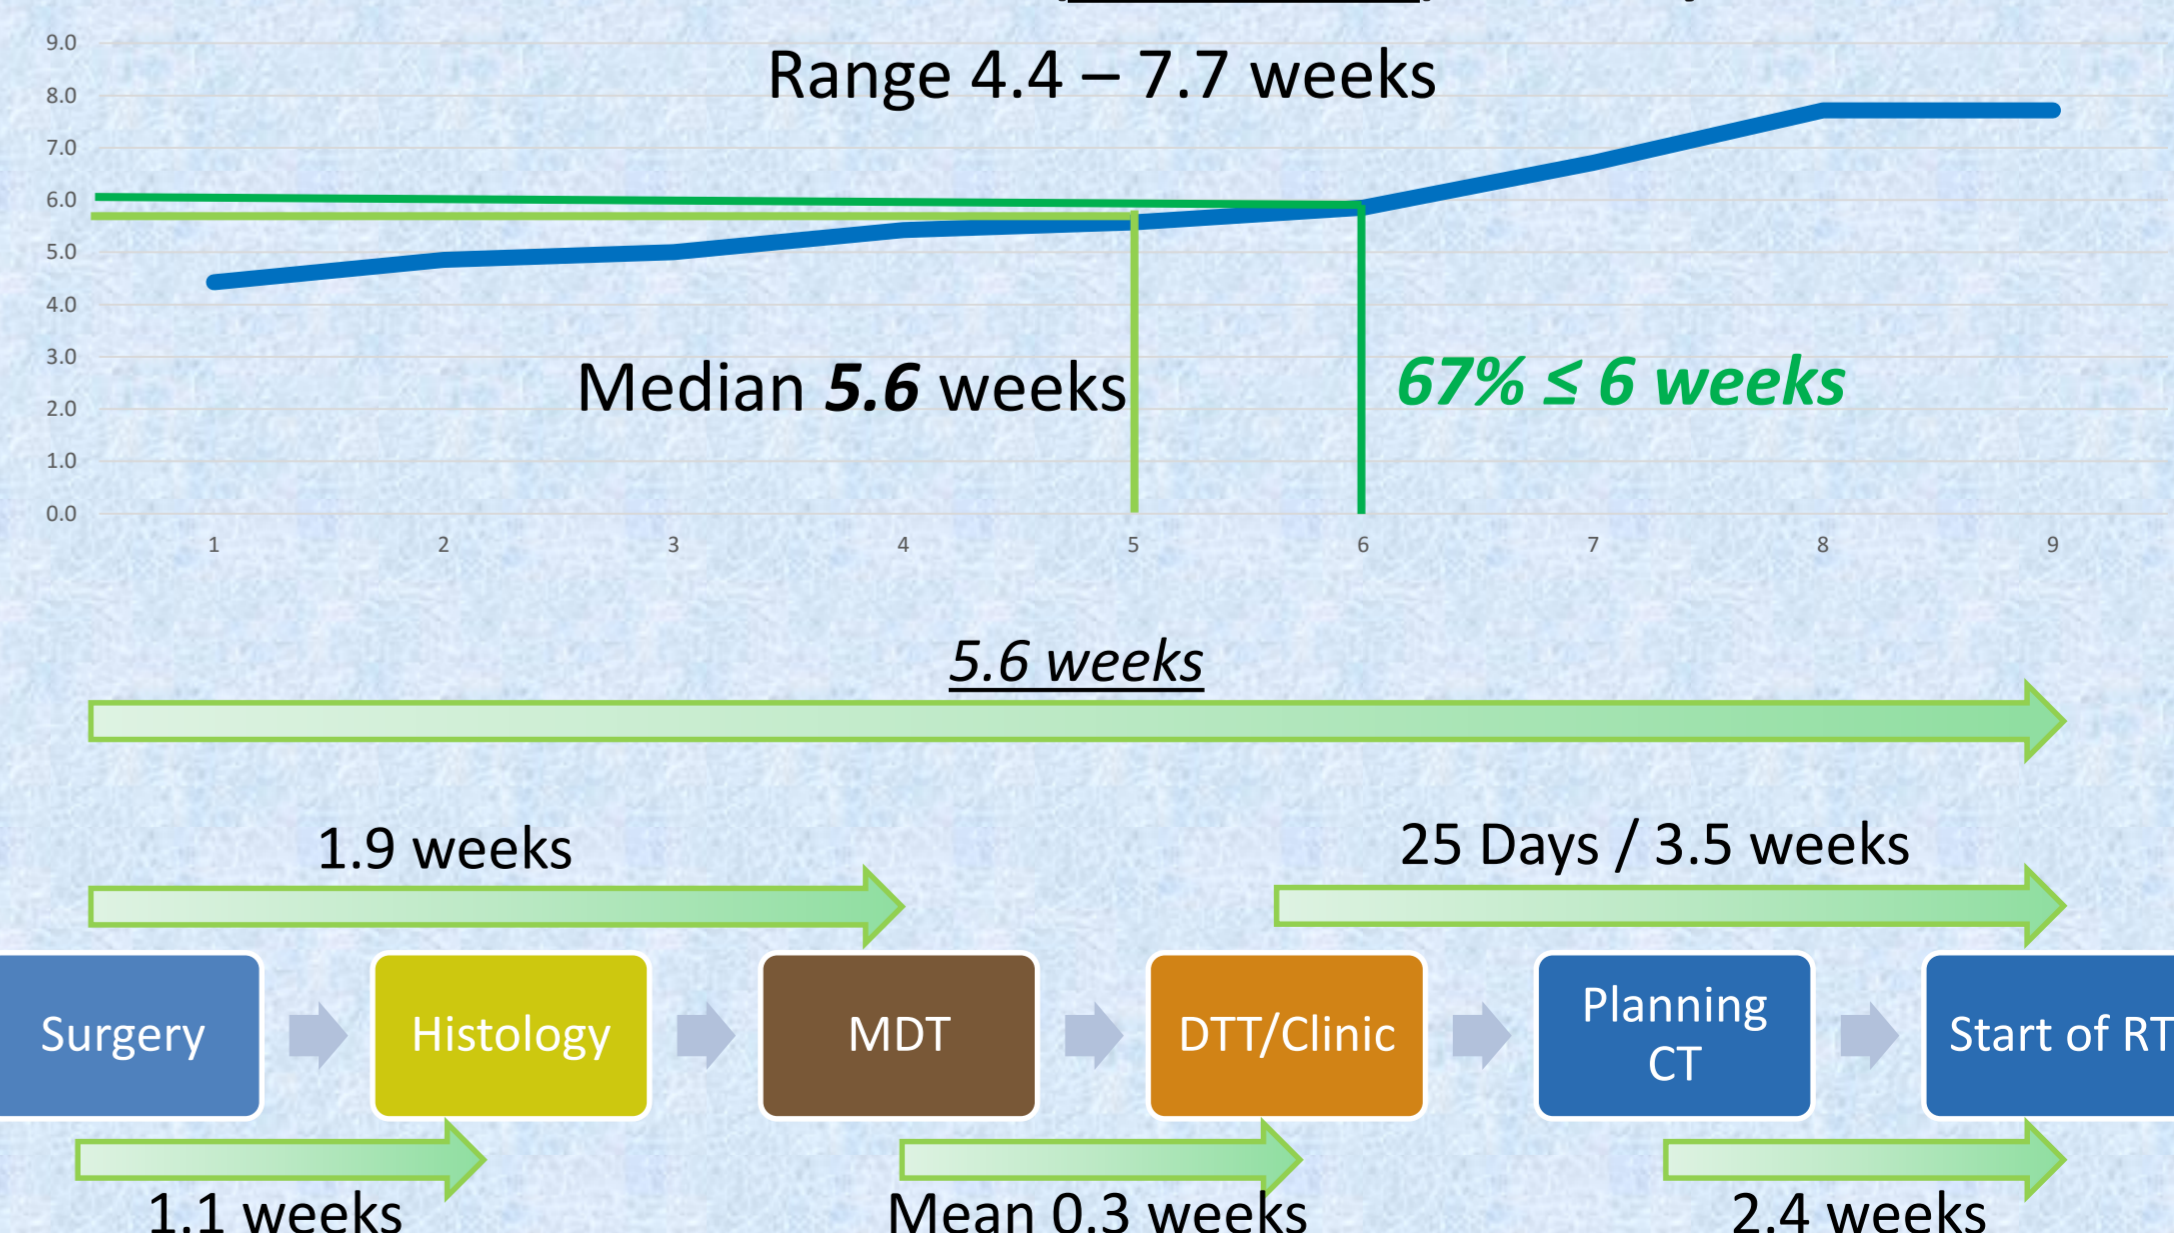 Range 4.4 – 7.7 weeks
9.0
8.0
7.0
6.0
5.0
4.0
3.0
2.0
1.0
0.0
Median 5.6 weeks
67% ≤ 6 weeks
1 2 3 4 5 6 7 8 9
5.6 weeks
1.9 weeks
25 Days / 3.5 weeks
Surgery
Histology
MDT
DTT/Clinic
Planning
CT
Start of RT
1.1 weeks
Mean 0.3 weeks
2.4 weeks